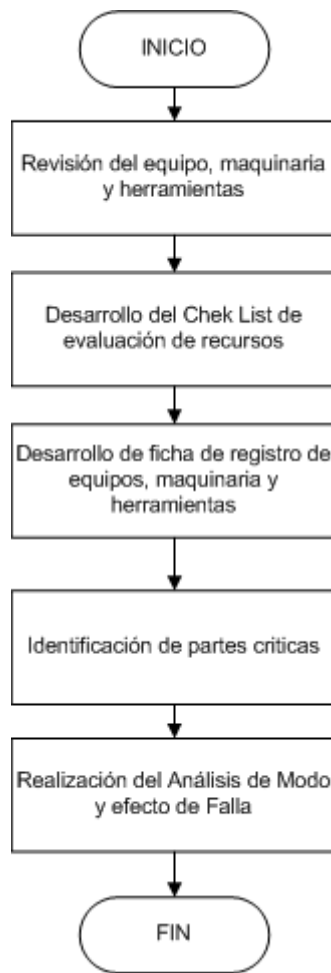 INICIO
Revisión del equipo, maquinaria
y herramientas
Desarrollo del Chek List de
evaluación de recursos
Desarrollo de ficha de registro de
equipos, maquinaria y
herramientas
Identificación de partes criticas
Realización del Análisis de Modo
y efecto de Falla
FIN